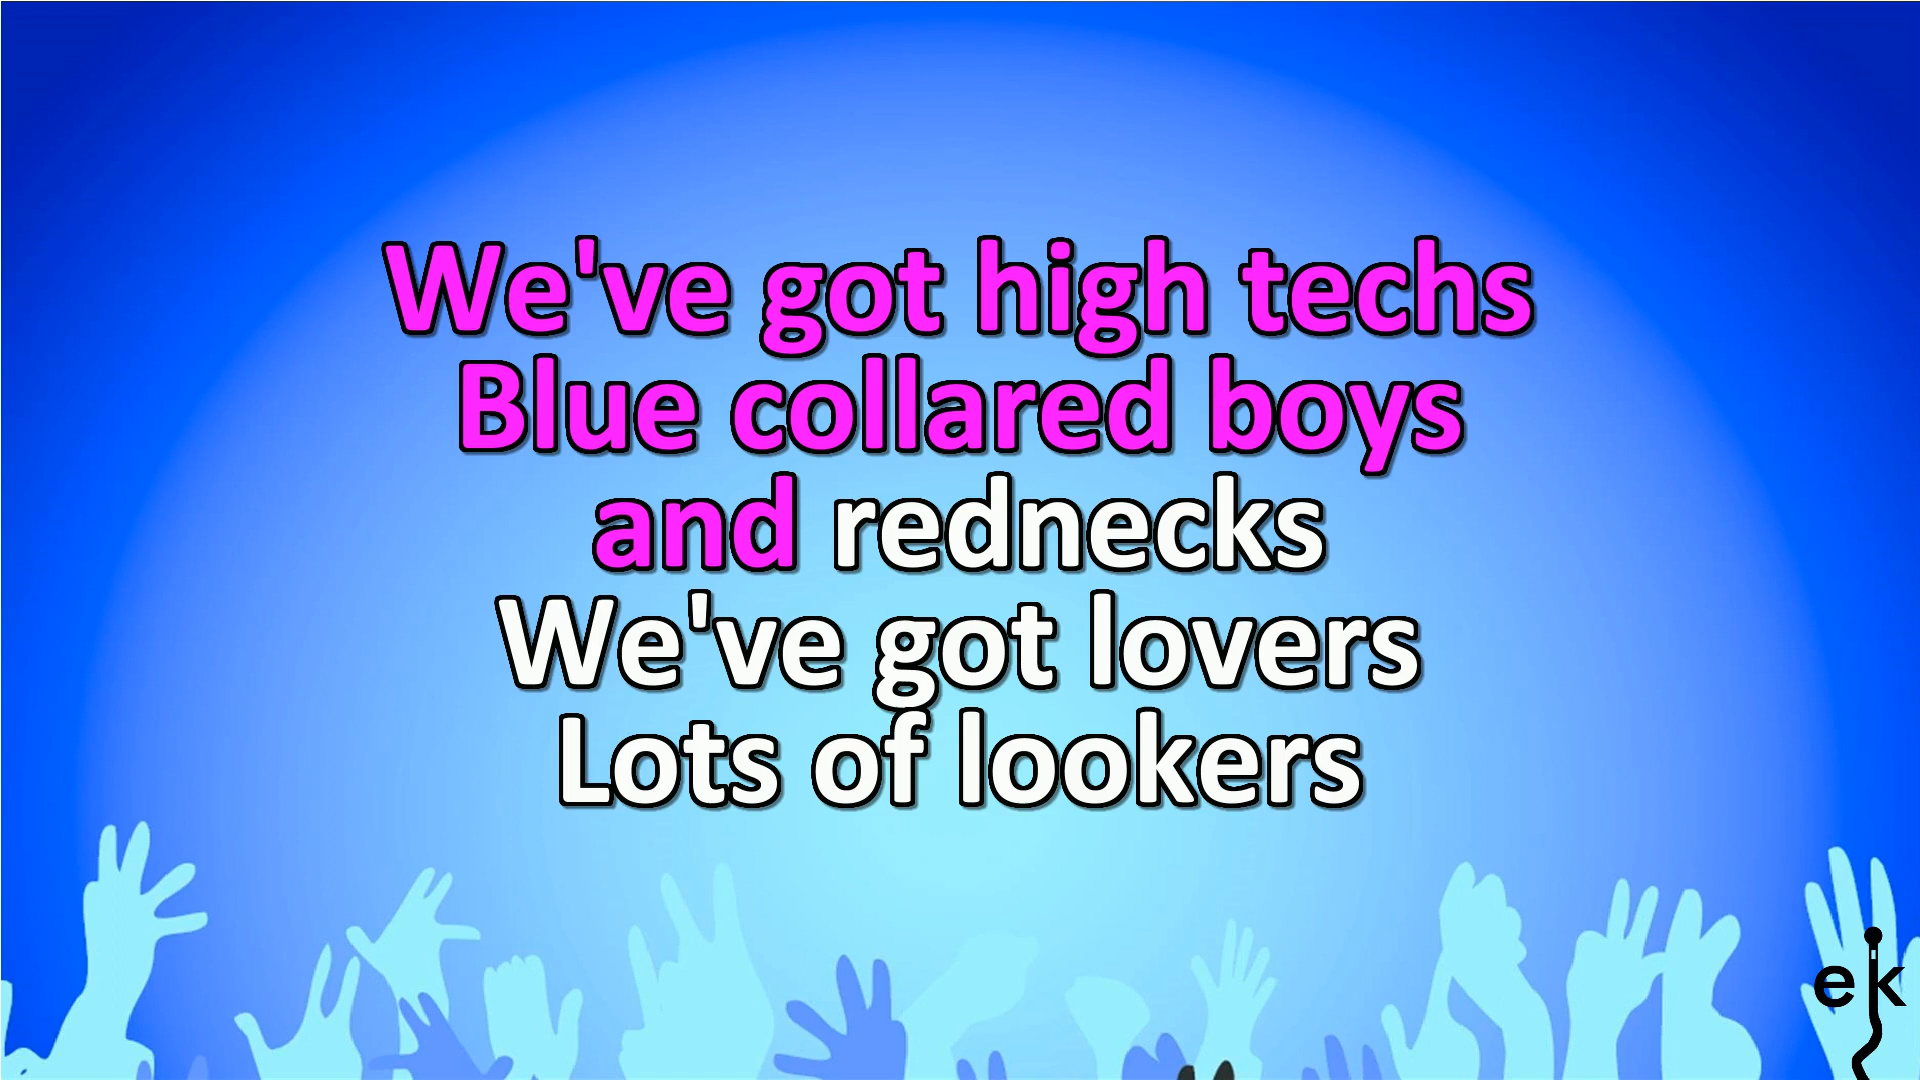 We've got high techs
Blue collared boys
and rednecks
We've got lovers
Lots of lookers
ek